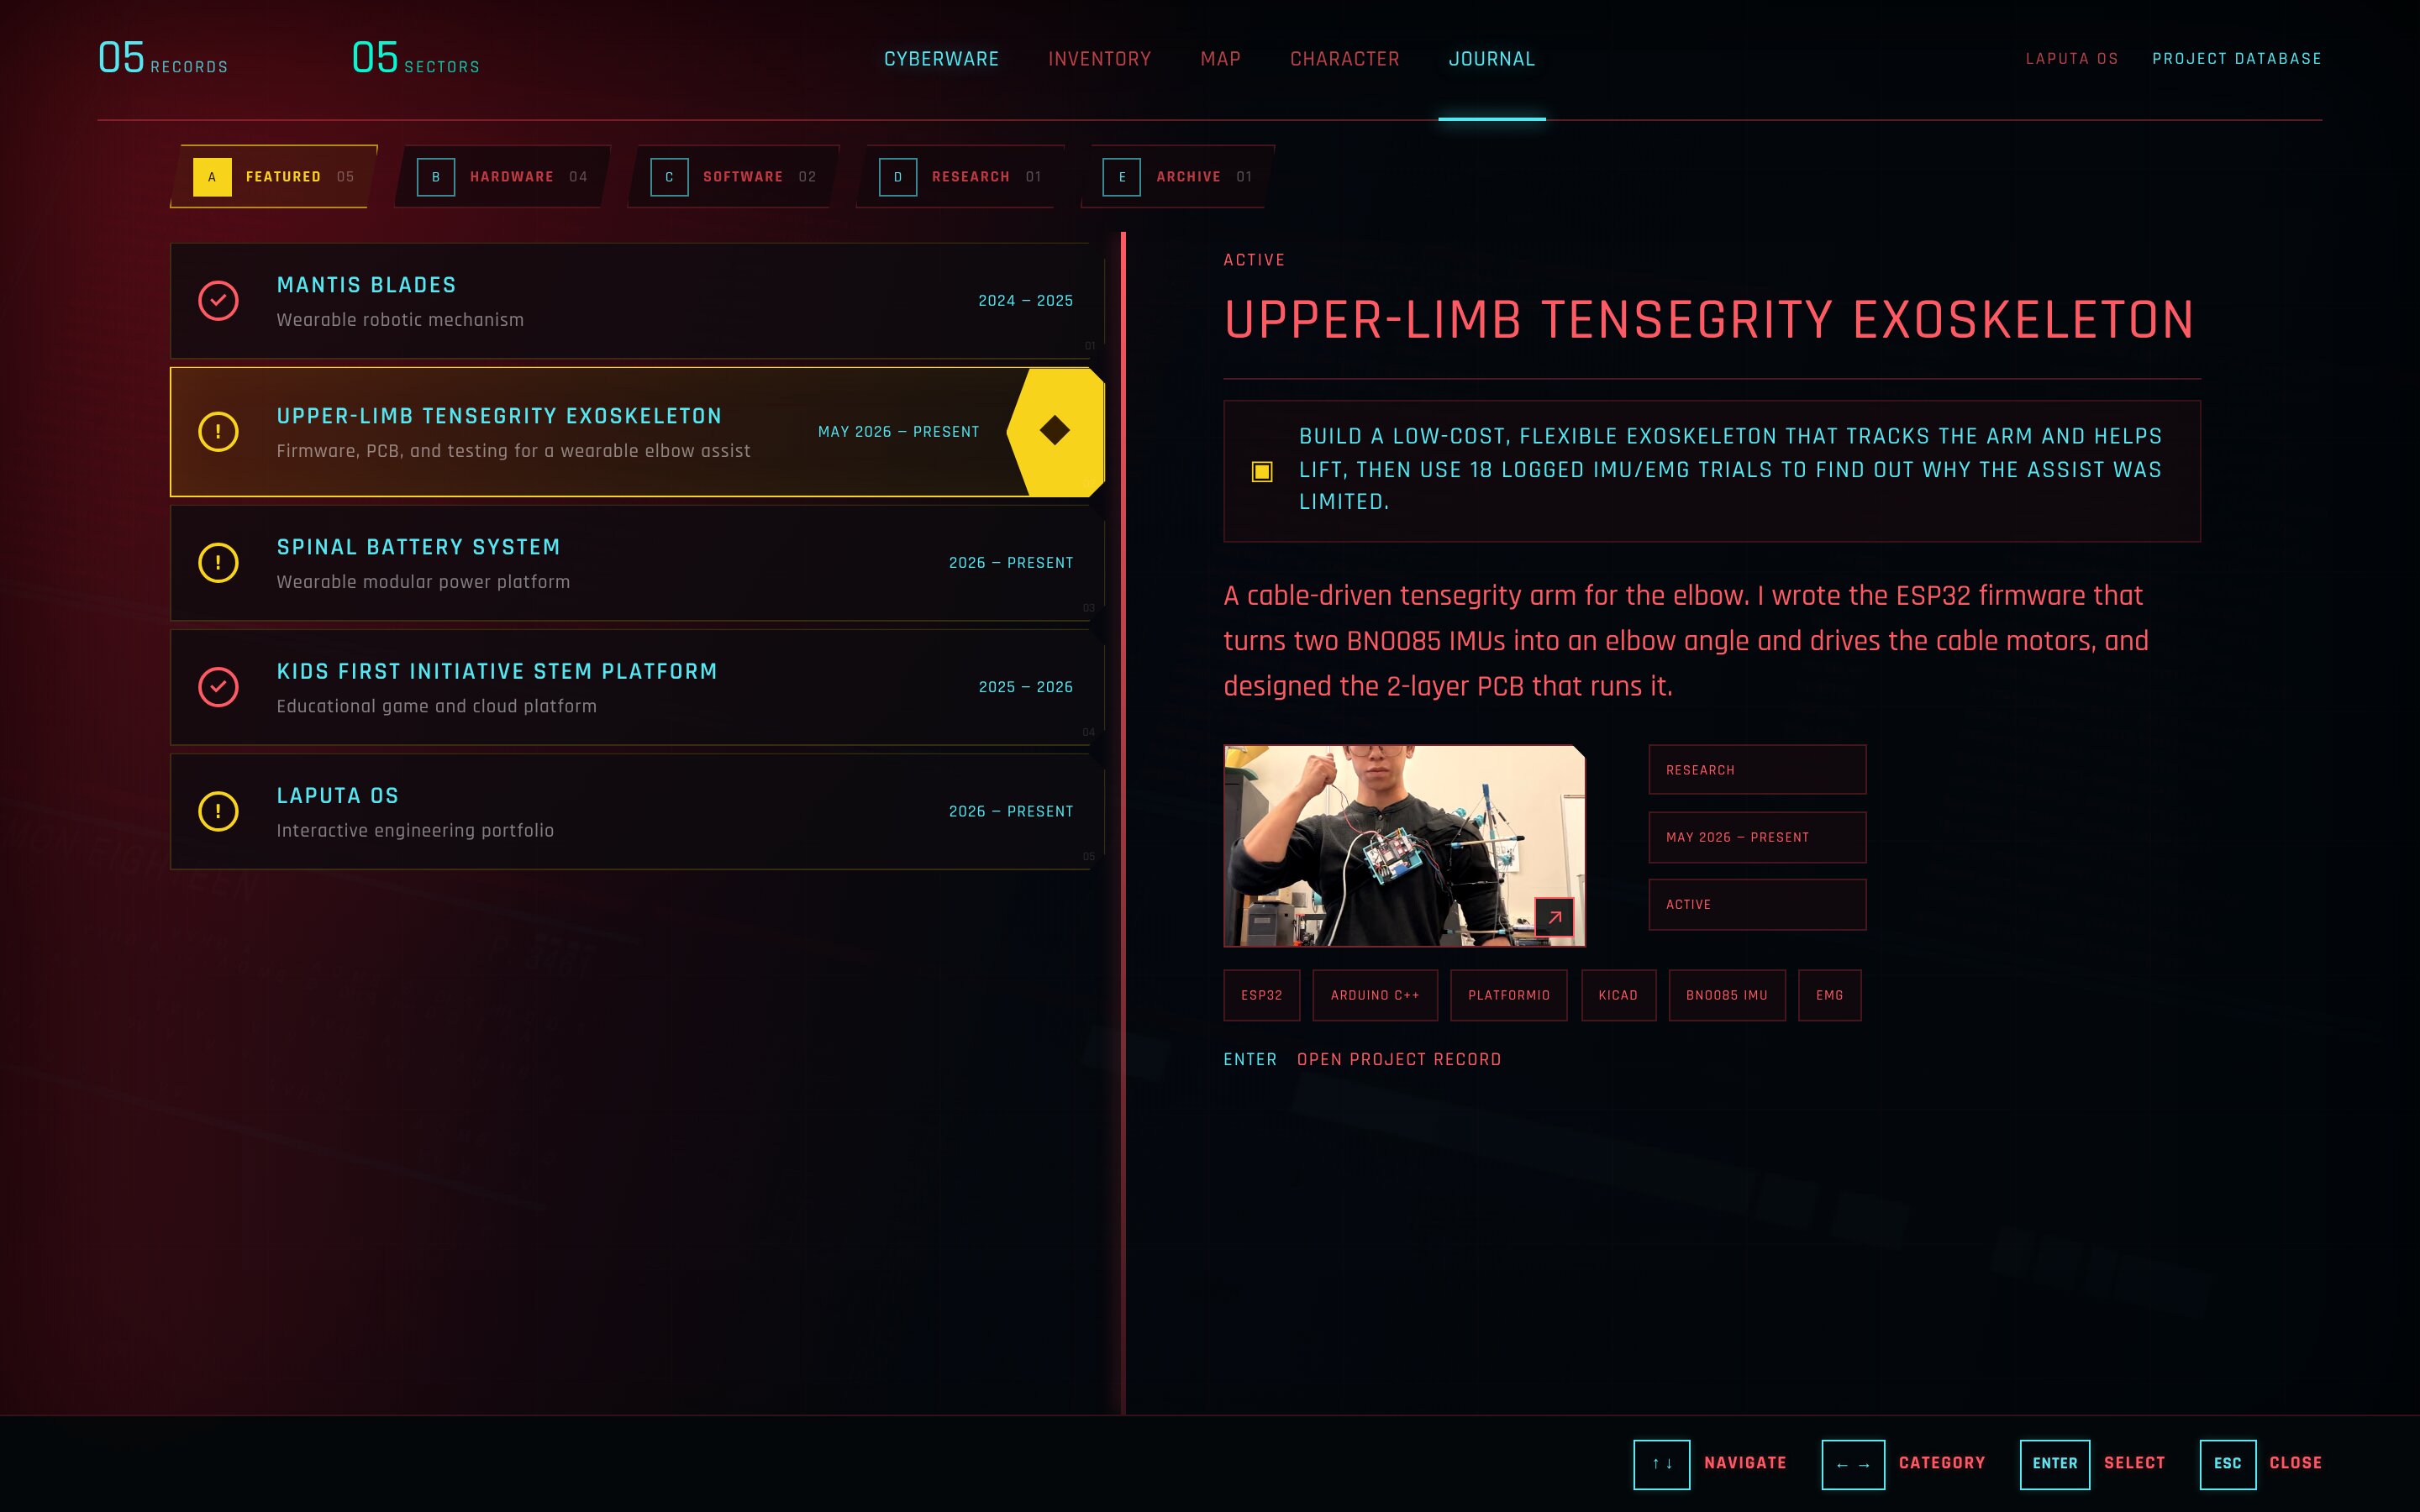 05 RECORDS
05 SECTORS
CYBERWARE INVENTORY MAP CHARACTER JOURNAL
LAPUTA OS PROJECT DATABASE
A FEATURED 05
B HARDWARE 04
C SOFTWARE 02
D RESEARCH 01
E ARCHIVE 01
MANTIS BLADES
Wearable robotic mechanism
2024 – 2025
01
UPPER-LIMB TENSEGRITY EXOSKELETON
Firmware, PCB, and testing for a wearable elbow assist
MAY 2026 – PRESENT
SPINAL BATTERY SYSTEM
Wearable modular power platform
2026 – PRESENT
03
KIDS FIRST INITIATIVE STEM PLATFORM
Educational game and cloud platform
2025 – 2026
04
LAPUTA OS
Interactive engineering portfolio
2026 – PRESENT
05
ACTIVE
UPPER-LIMB TENSEGRITY EXOSKELETON
BUILD A LOW-COST, FLEXIBLE EXOSKELETON THAT TRACKS THE ARM AND HELPS
LIFT, THEN USE 18 LOGGED IMU/EMG TRIALS TO FIND OUT WHY THE ASSIST WAS
LIMITED.
A cable-driven tensegrity arm for the elbow. I wrote the ESP32 firmware that
turns two BNO085 IMUs into an elbow angle and drives the cable motors, and
designed the 2-layer PCB that runs it.
RESEARCH
MAY 2026 – PRESENT
ACTIVE
ESP32
ARDUINO C++
PLATFORMIO
KICAD
BNO085 IMU
EMG
ENTER OPEN PROJECT RECORD
↑ ↓ NAVIGATE
← → CATEGORY
ENTER SELECT
ESC CLOSE